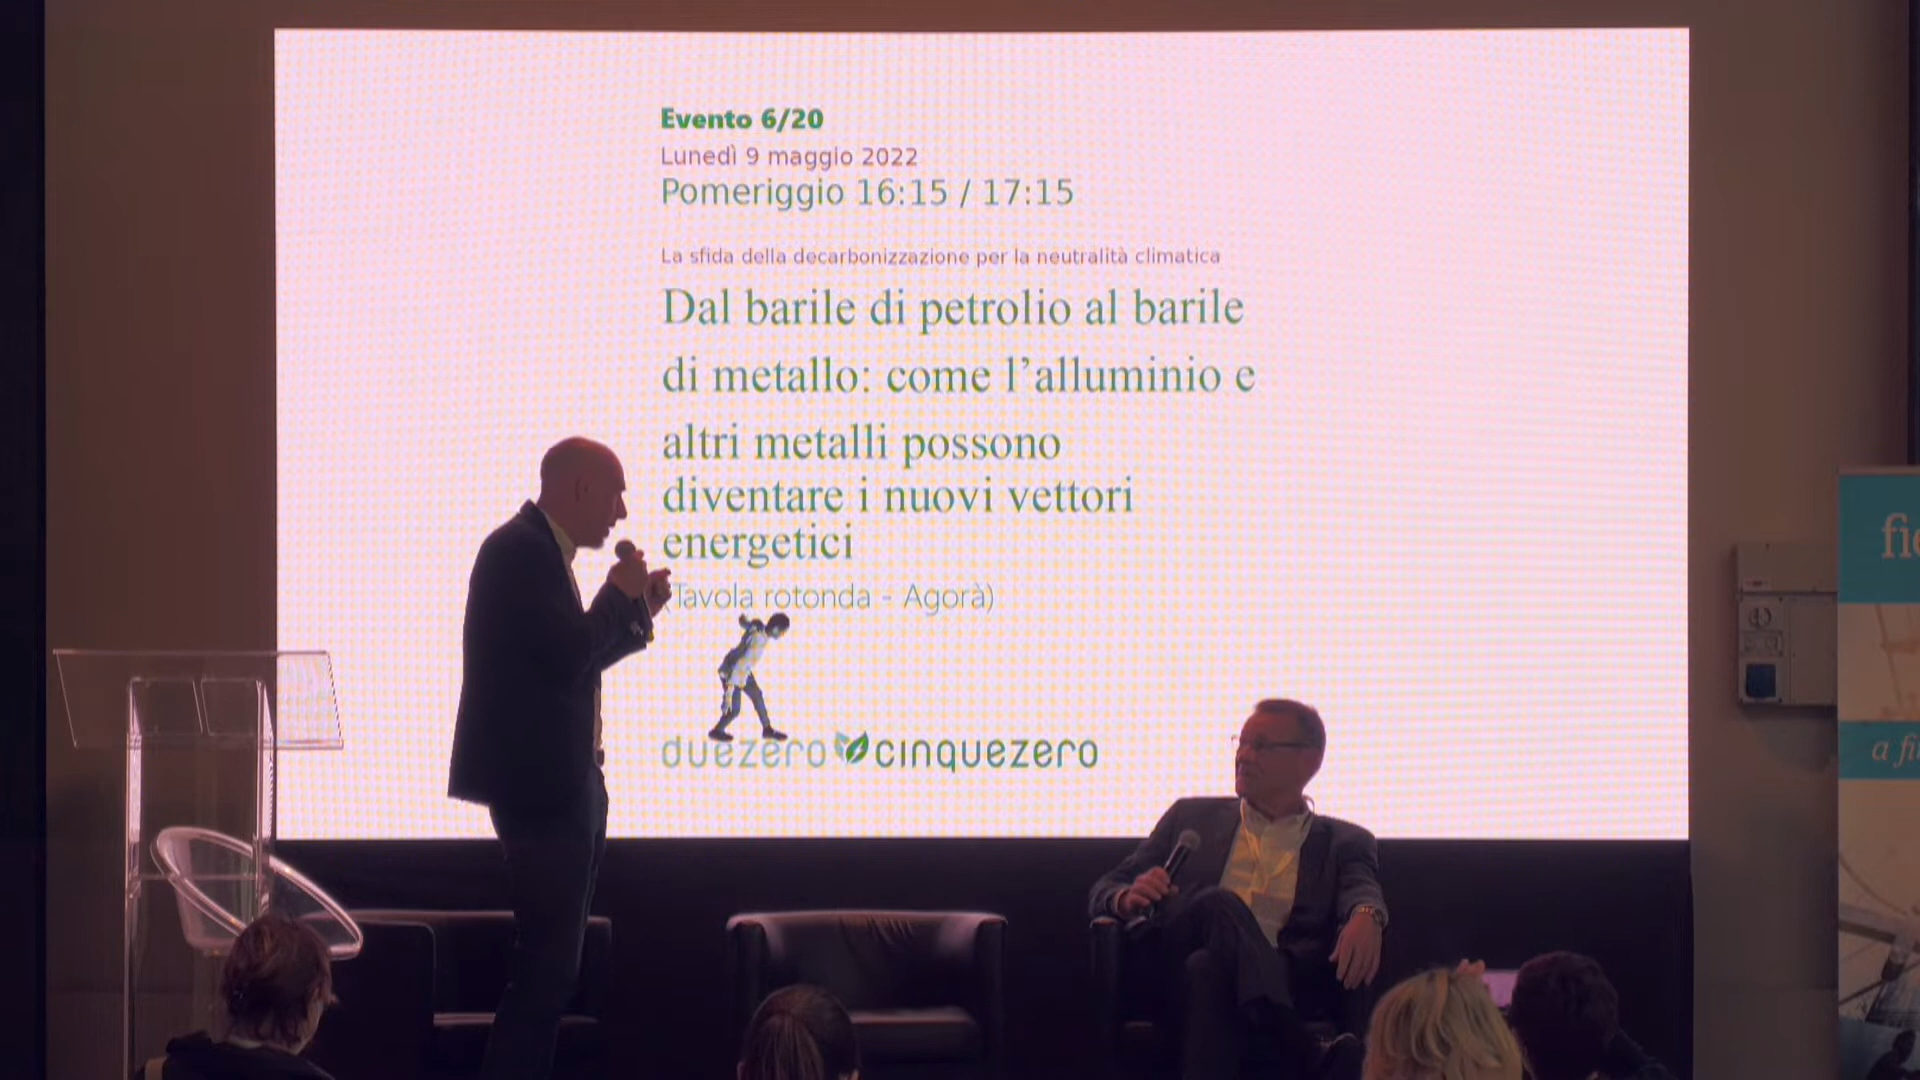 Evento 6/20
Lunedì 9 maggio 2022
Pomeriggio 16:15 / 17:15
La sfida della decarbonizzazione per la neutralità climatica
Dal barile di petrolio al barile
di metallo: come l’alluminio e
altri metalli possono
diventare i nuovi vettori
energetici
(Tavola rotonda - Agorà)
duezero cinquezero